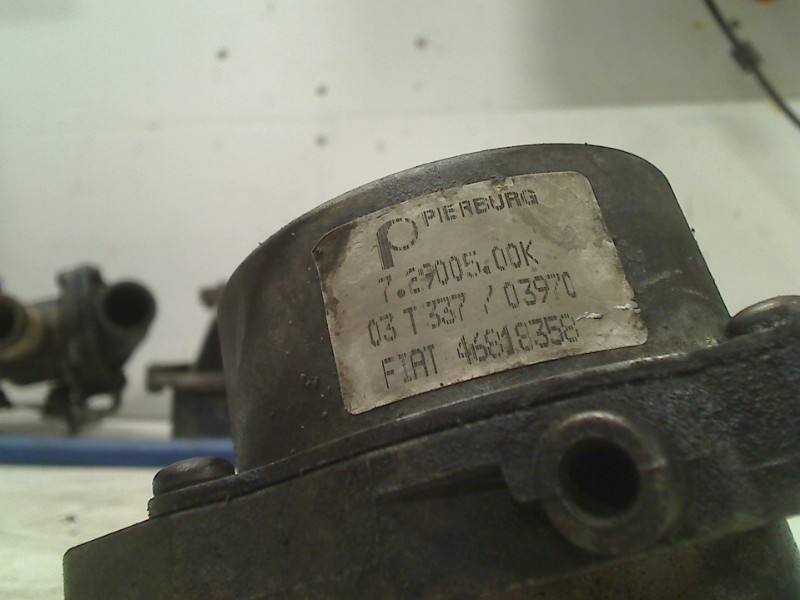 PIERBURG
7.29005.00K
03 T 337 / 03970
FIAT 46818358